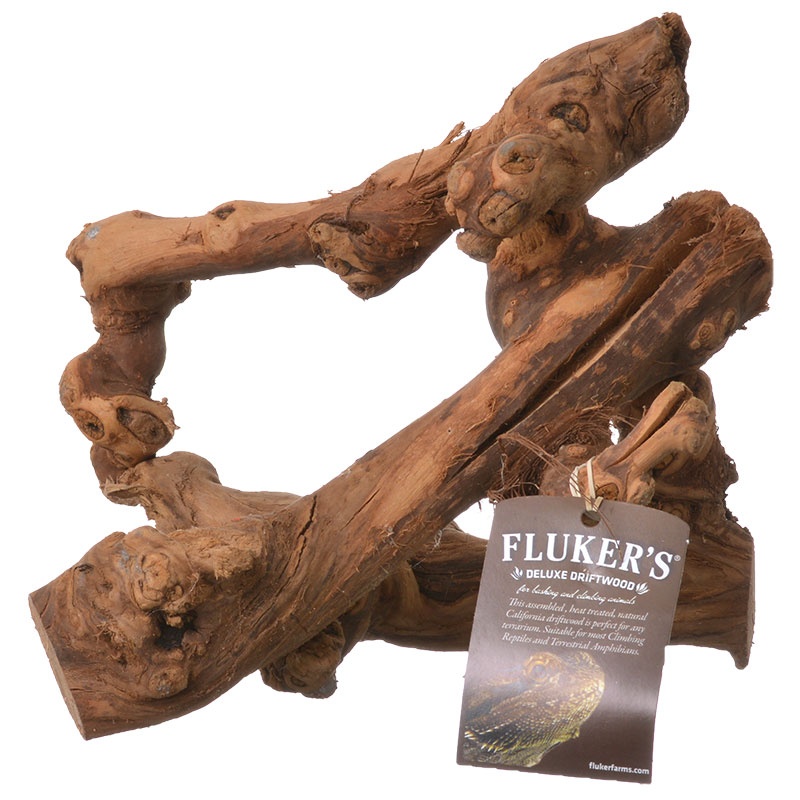 FLUKER'S®
DELUXE DRIFTWOOD
for basking and climbing animals
This assembled, heat treated, natural
California driftwood is perfect for any
terrarium. Suitable for most Climbing
Reptiles and Terrestrial Amphibians.
flukerfarms.com